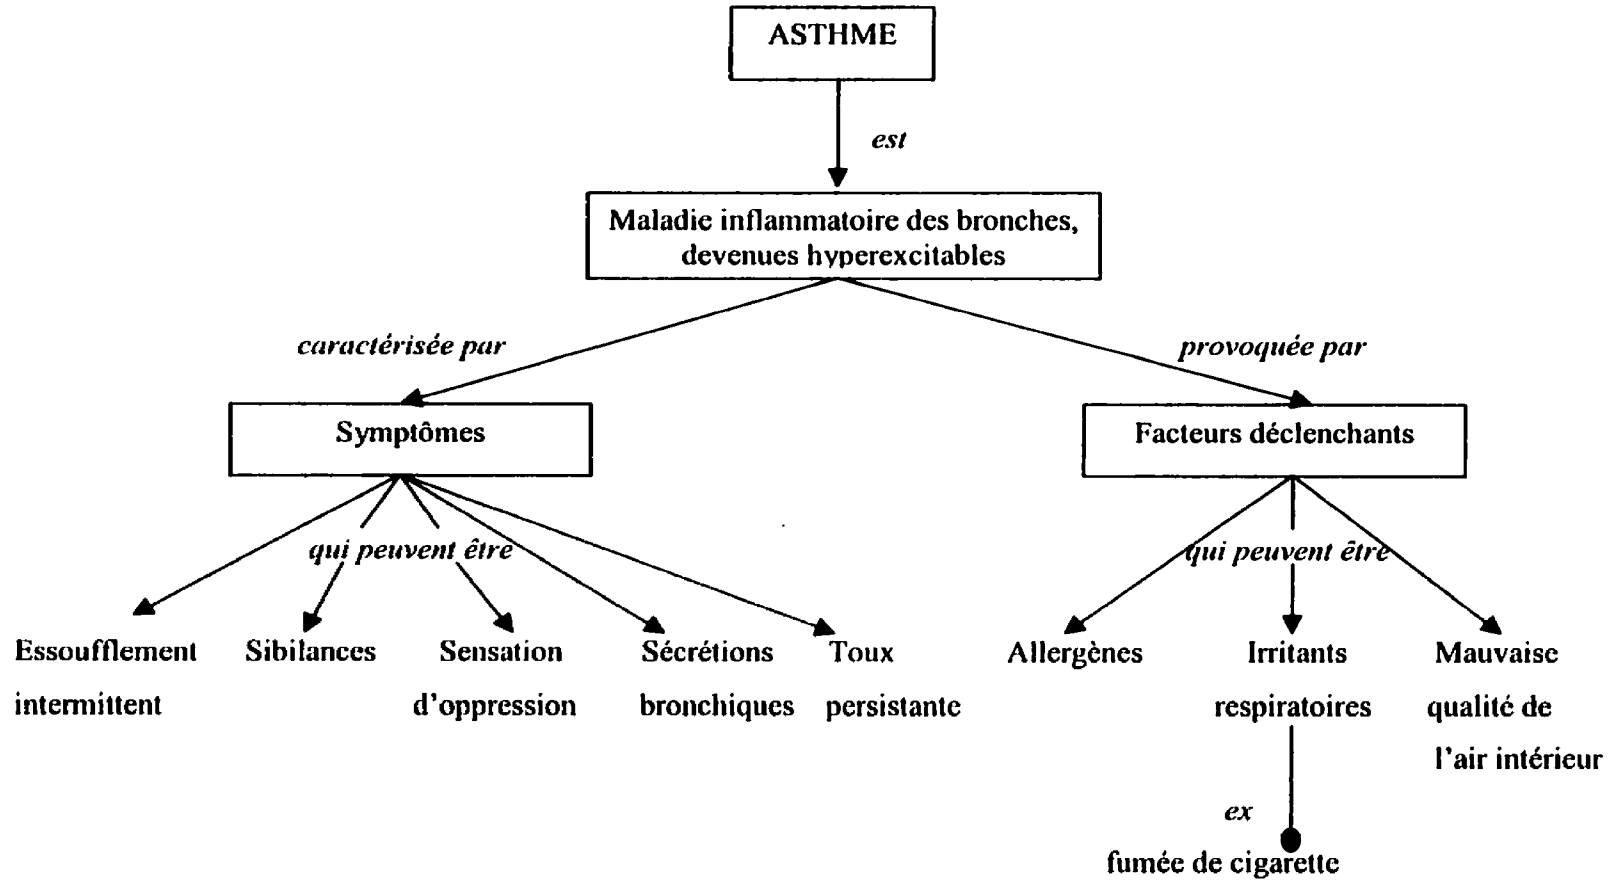 ASTHME
est
Maladie inflammatoire des bronches,
devenues hyperexcitables
caractérisée par
provoquée par
Symptômes
Facteurs déclenchants
qui peuvent être
qui peuvent être
Essoufflement
intermittent
Sibilances
Sensation
d'oppression
Sécrétions
bronchiques
Toux
persistante
Allergènes
Irritants
respiratoires
Mauvaise
qualité de
l'air intérieur
ex
fumée de cigarette